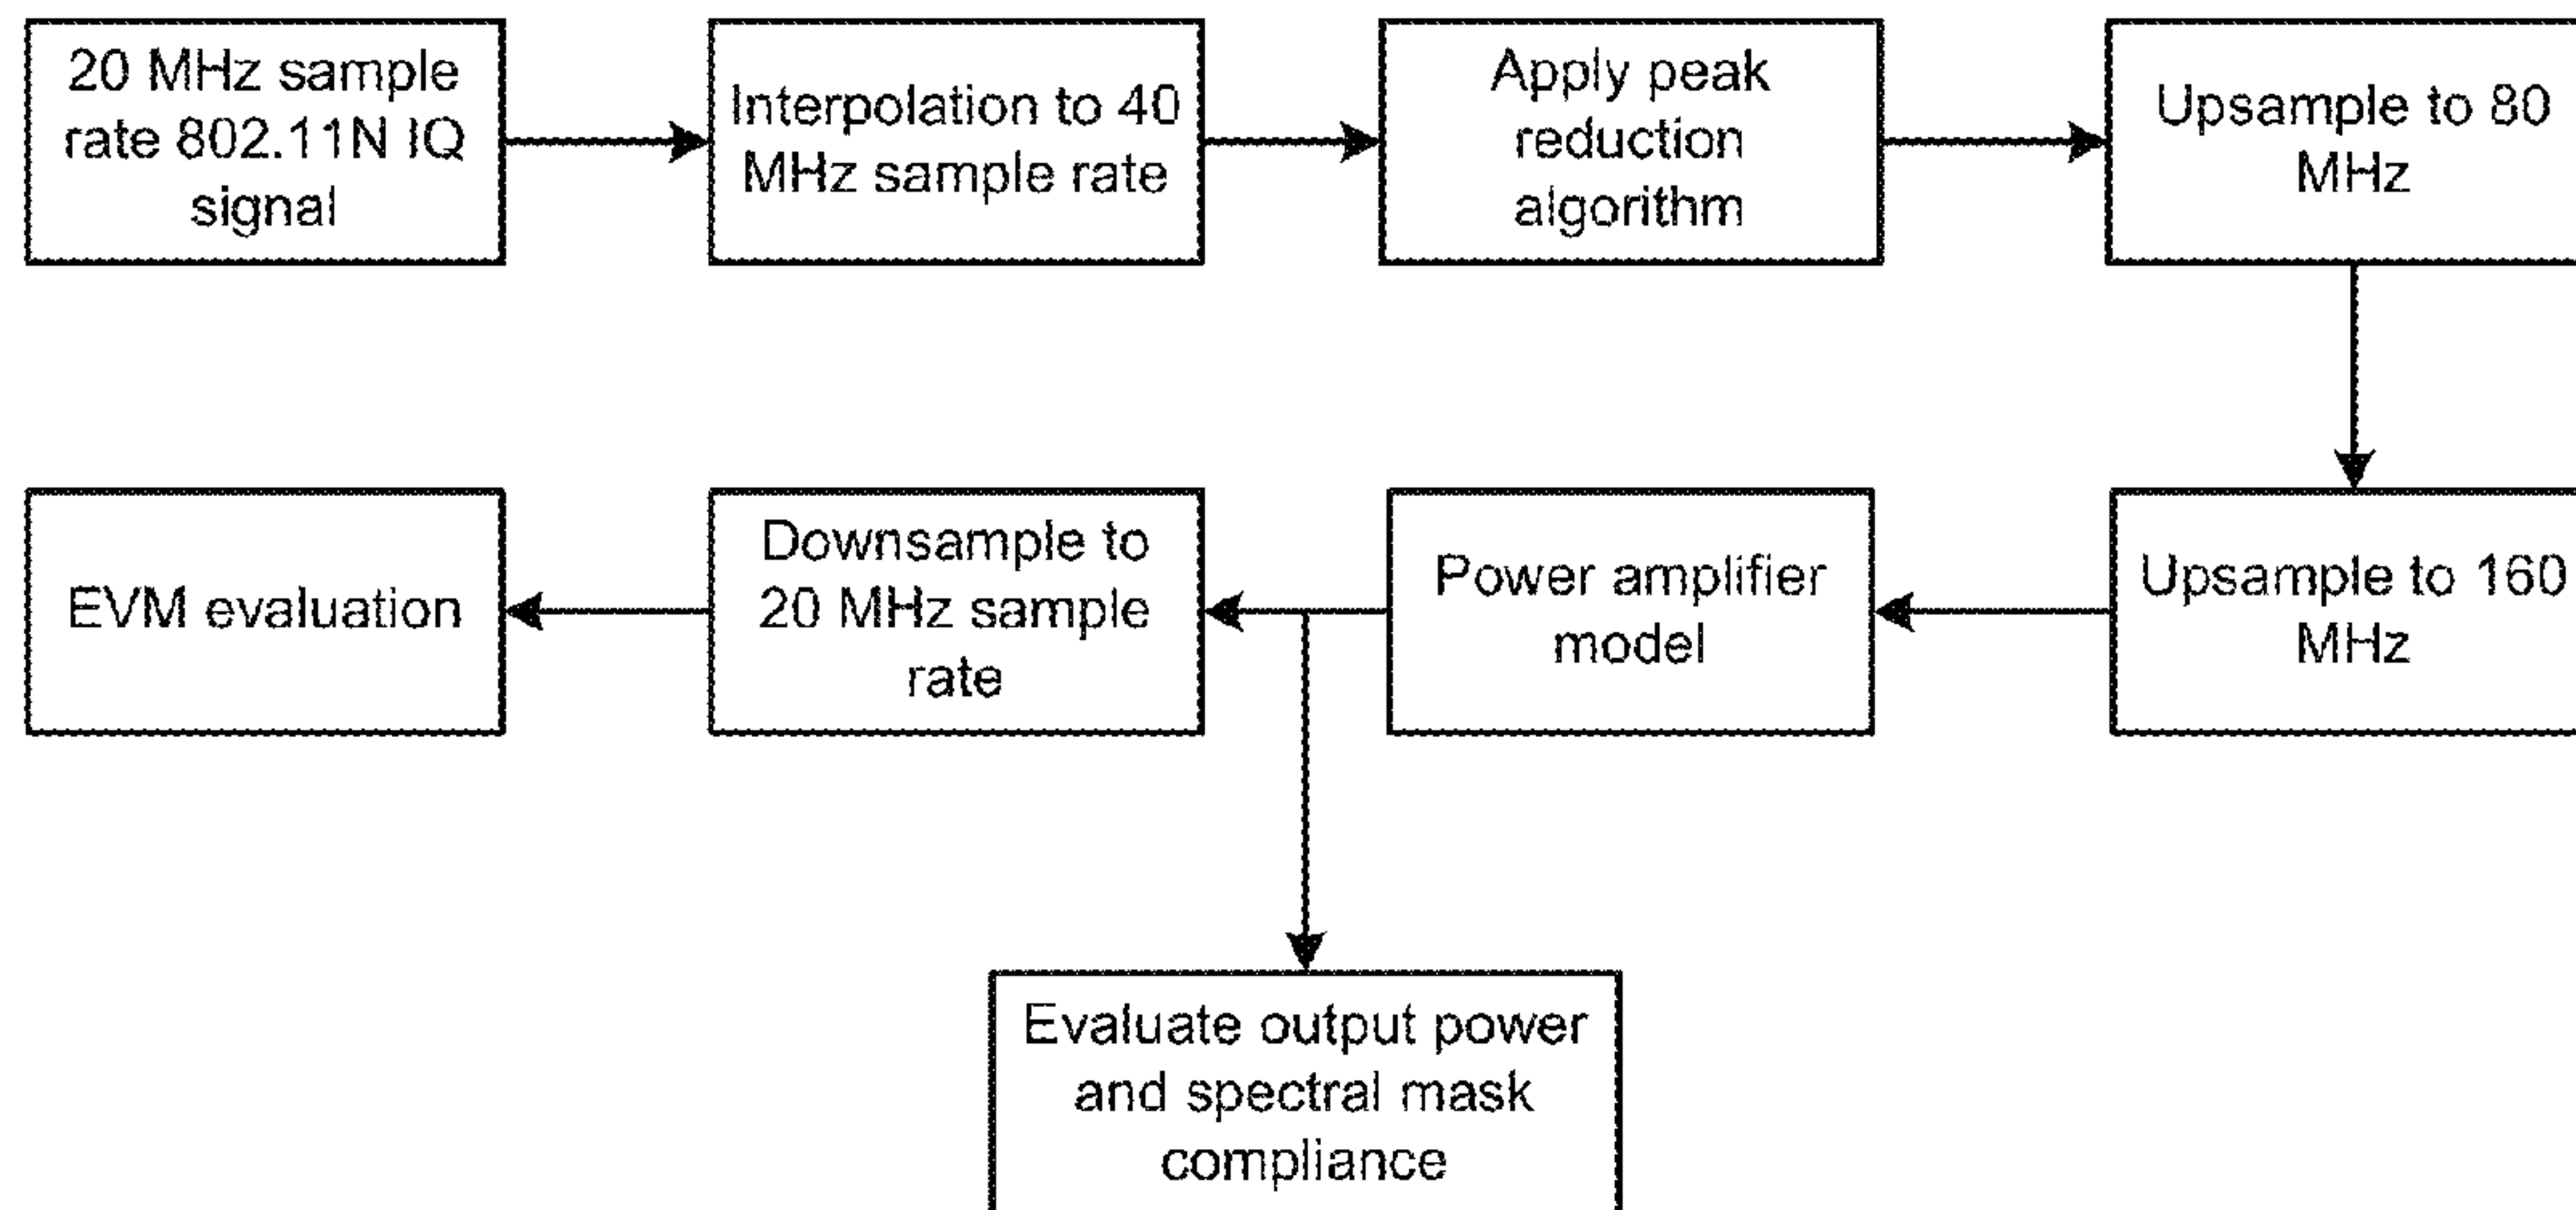 20 MHz sample
rate 802.11N IQ
signal
Interpolation to 40
MHz sample rate
Apply peak
reduction
algorithm
Upsample to 80
MHz
Upsample to 160
MHz
Power amplifier
model
Downsample to
20 MHz sample
rate
EVM evaluation
Evaluate output power
and spectral mask
compliance